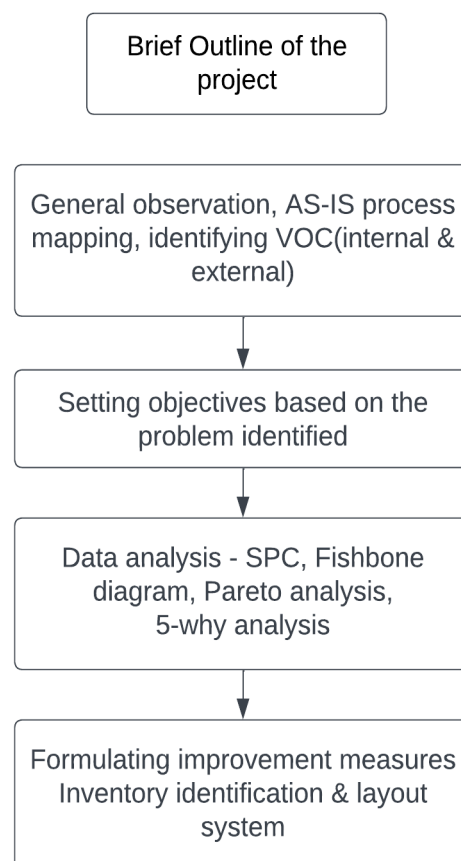 Brief Outline of the
project
General observation, AS-IS process
mapping, identifying VOC(internal &
external)
Setting objectives based on the
problem identified
Data analysis - SPC, Fishbone
diagram, Pareto analysis,
5-why analysis
Formulating improvement measures
Inventory identification & layout
system